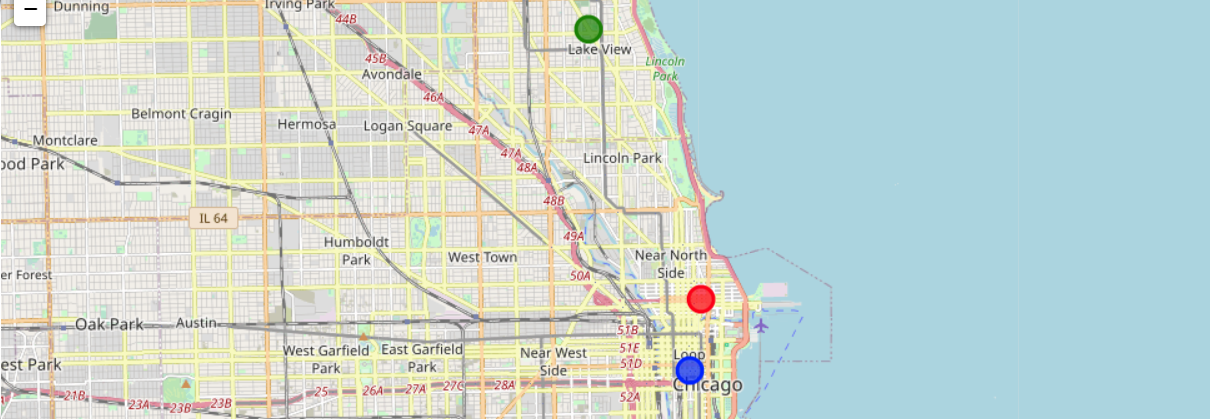 −
Dunning
Irving Park
44B
Lake View
45B
Lincoln
Park
Avondale
46A
Belmont Cragin
Hermosa
Logan Square
47A
Montclare
47A
ood Park
48A
Lincoln Park
48B
IL 64
49A
Humboldt
Park
West Town
Near North
Side
er Forest
50A
Oak Park
Austin
51B
West Garfield
Park
East Garfield
Park
Near West
Side
51E
Loop
est Park
51D
Chicago
21B
23A
23B
23B
25
26A
27A
27C
28A
52A